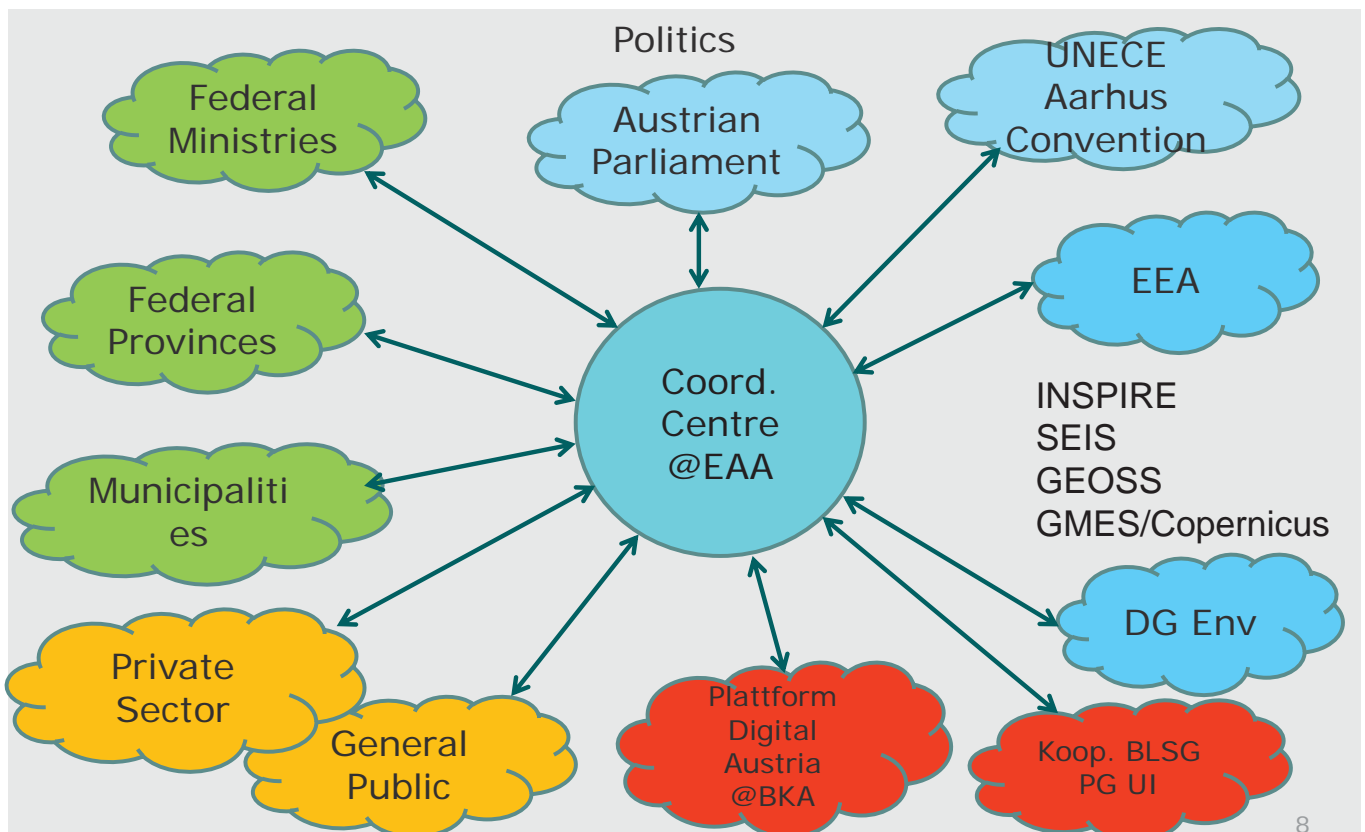 Politics
Federal
Ministries
Austrian
Parliament
UNECE
Aarhus
Convention
Federal
Provinces
EEA
Coord.
Centre
@EAA
INSPIRE
SEIS
GEOSS
GMES/Copernicus
Municipaliti
es
DG Env
Private
Sector
General
Public
Plattform
Digital
Austria
@BKA
Koop. BLSG
PG UI
8